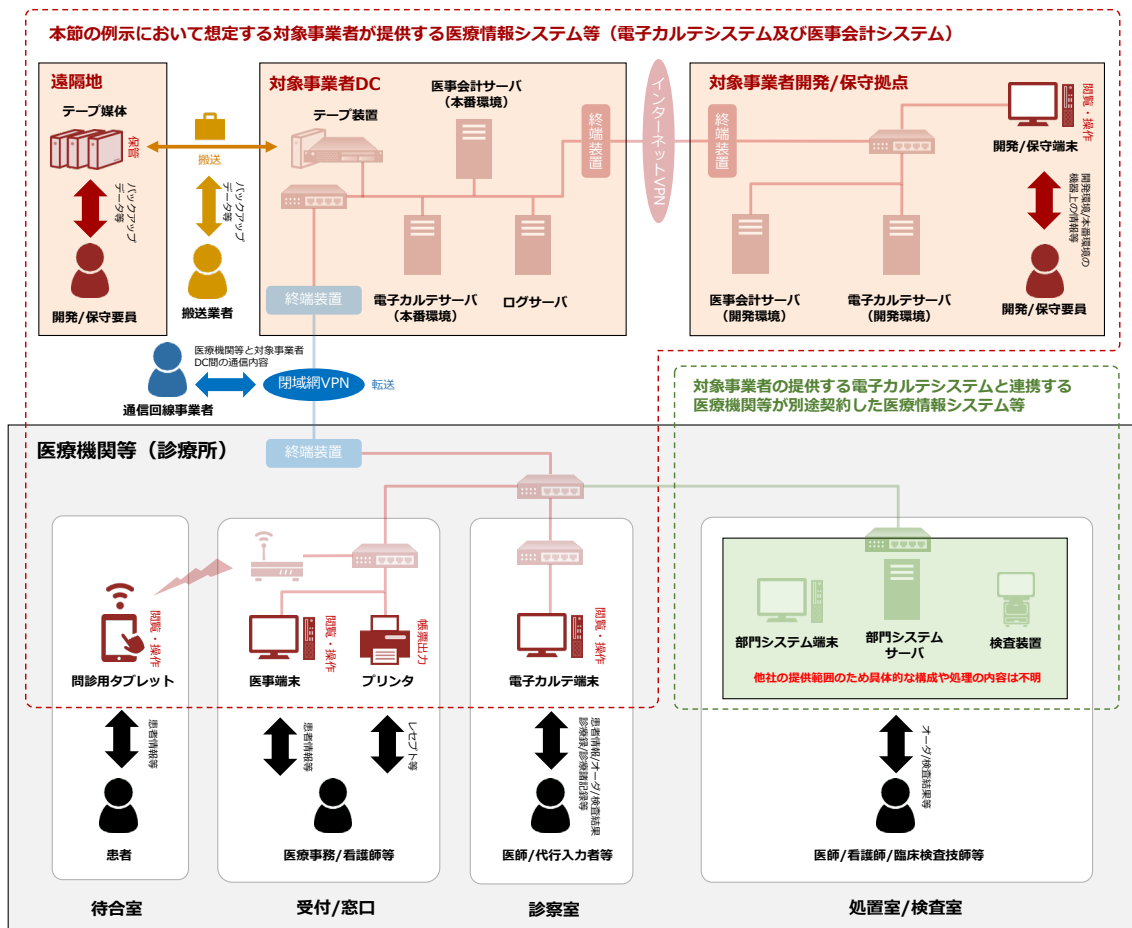 本節の例示において想定する対象事業者が提供する医療情報システム等（電子カルテシステム及び医事会計システム）
遠隔地
テープ媒体
保管
バックアップ
データ等
開発/保守要員
搬送
バックアップ
データ等
搬送業者
対象事業者DC
テープ装置
医事会計サーバ
（本番環境）
終端装置
電子カルテサーバ
（本番環境）
ログサーバ
終端装置
インターネットVPN
対象事業者開発/保守拠点
終端装置
閲覧・操作
開発/保守端末
開発環境/本番環境の
機器上の情報等
医事会計サーバ
（開発環境）
電子カルテサーバ
（開発環境）
開発/保守要員
医療機関等と対象事業者
DC間の通信内容
通信回線事業者
閉域網VPN
転送
対象事業者の提供する電子カルテシステムと連携する
医療機関等が別途契約した医療情報システム等
医療機関等（診療所）
終端装置
閲覧・操作
問診用タブレット
患者情報等
患者
待合室
閲覧・操作
医事端末
帳票出力
プリンタ
患者情報等
レセプト等
医療事務/看護師等
受付/窓口
閲覧・操作
電子カルテ端末
患者情報/オーダ/検査結果
診療録/診療諸記録等
医師/代行入力者等
診察室
部門システム端末
部門システム
サーバ
検査装置
他社の提供範囲のため具体的な構成や処理の内容は不明
オーダ/検査結果等
医師/看護師/臨床検査技師等
処置室/検査室